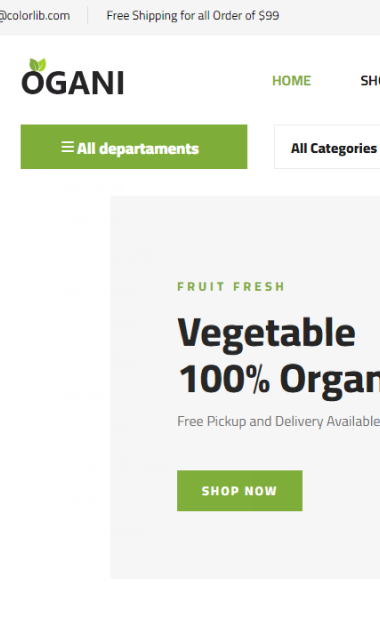 @colorlib.com Free Shipping for all Order of $99
OGANI
HOME SHO
All departaments
All Categories
FRUIT FRESH
Vegetable
100% Organ
Free Pickup and Delivery Available
SHOP NOW